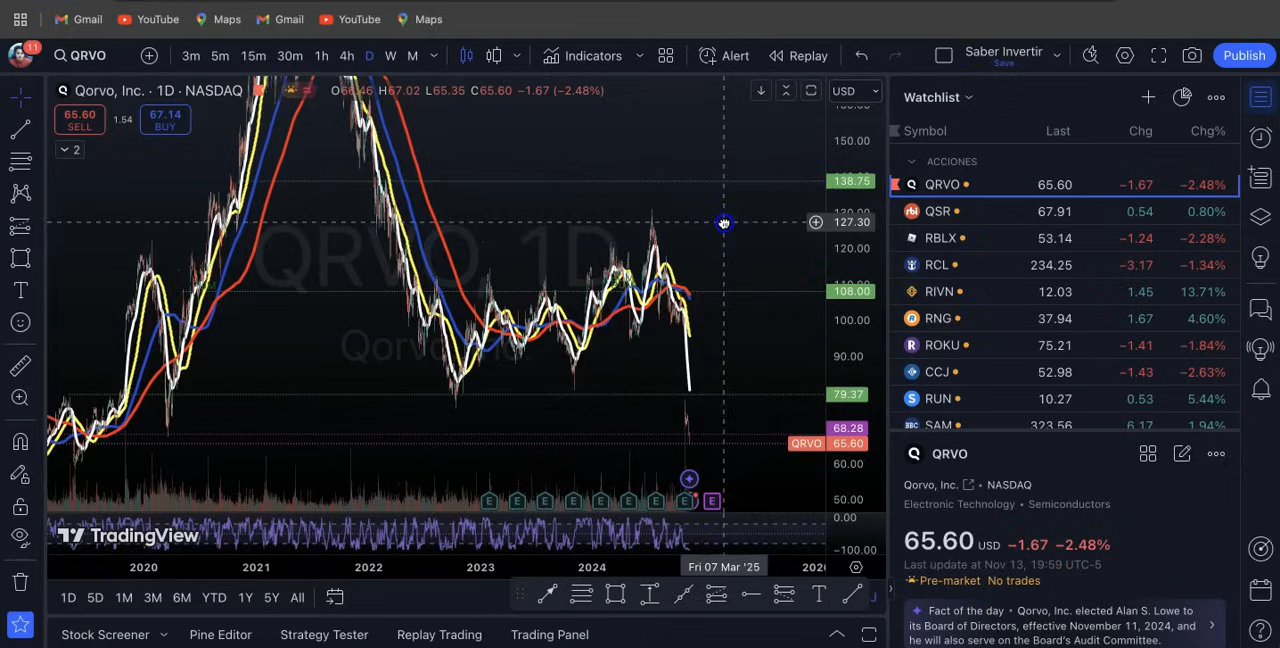 Gmail YouTube Maps Gmail YouTube Maps
11 QRVO 3m 5m 15m 30m 1h 4h D W M Indicators Alert Replay Saber Invertir Save Publish
Qorvo, Inc. · 1D · NASDAQ O66.46 H67.02 L65.35 C65.60 −1.67 (−2.48%) USD
65.60 SELL 1.54 67.14 BUY
2
150.00
138.75
130.00
127.30
120.00
108.00
100.00
90.00
79.37
68.28
QRVO 65.60
60.00
50.00
0.00
−100.00
QRVO 1D
E E E E E E E E E
TradingView
2020 2021 2022 2023 2024 Fri 07 Mar '25
1D 5D 1M 3M 6M YTD 1Y 5Y All
Stock Screener Pine Editor Strategy Tester Replay Trading Trading Panel
Watchlist
Symbol Last Chg Chg%
ACCIONES
QRVO 65.60 −1.67 −2.48%
QSR 67.91 0.54 0.80%
RBLX 53.14 −1.24 −2.28%
RCL 234.25 −3.17 −1.34%
RIVN 12.03 1.45 13.71%
RNG 37.94 1.67 4.60%
ROKU 75.21 −1.41 −1.84%
CCJ 52.98 −1.43 −2.63%
RUN 10.27 0.53 5.44%
SAM 323.56 6.17 1.94%
QRVO
Qorvo, Inc. • NASDAQ
Electronic Technology • Semiconductors
65.60 USD −1.67 −2.48%
Last update at Nov 13, 19:59 UTC-5
Pre-market No trades
Fact of the day • Qorvo, Inc. elected Alan S. Lowe to
its Board of Directors, effective November 11, 2024, and
he will also serve on the Board's Audit Committee.